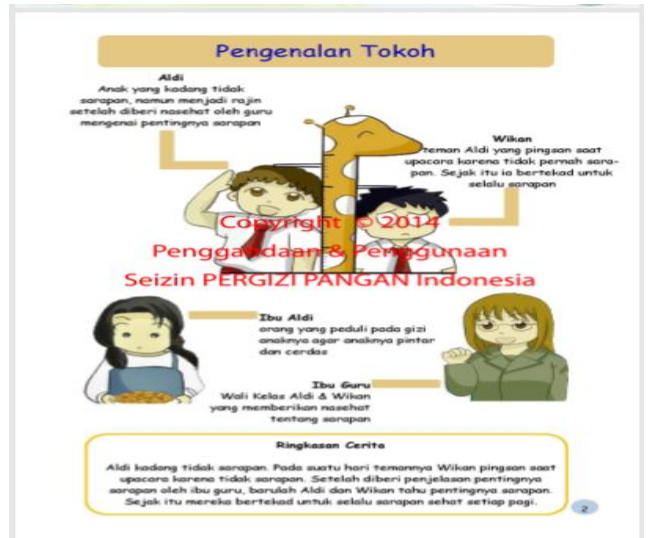 Pengenalan Tokoh
Aldi
Anak yang kadang tidak
sarapan, namun menjadi rajin
setelah diberi nasehat oleh guru
mengenai pentingnya sarapan
Wikan
Teman Aldi yang pingsan saat
upacara karena tidak pernah sara-
pan. Sejak itu ia bertekad untuk
selalu sarapan
Copyright © 2014
Penggandaan & Penggunaan
Seizin PERGIZI PANGAN Indonesia
Ibu Aldi
orang yang peduli pada gizi
anaknya agar anaknya pintar
dan cerdas
Ibu Guru
Wali Kelas Aldi & Wikan
yang memberikan nasehat
tentang sarapan
Ringkasan Cerita
Aldi kadang tidak sarapan. Pada suatu hari temannya Wikan pingsan saat
upacara karena tidak sarapan. Setelah diberi penjelasan pentingnya
sarapan oleh ibu guru, barulah Aldi dan Wikan tahu pentingnya sarapan.
Sejak itu mereka bertekad untuk selalu sarapan sehat setiap pagi.
2